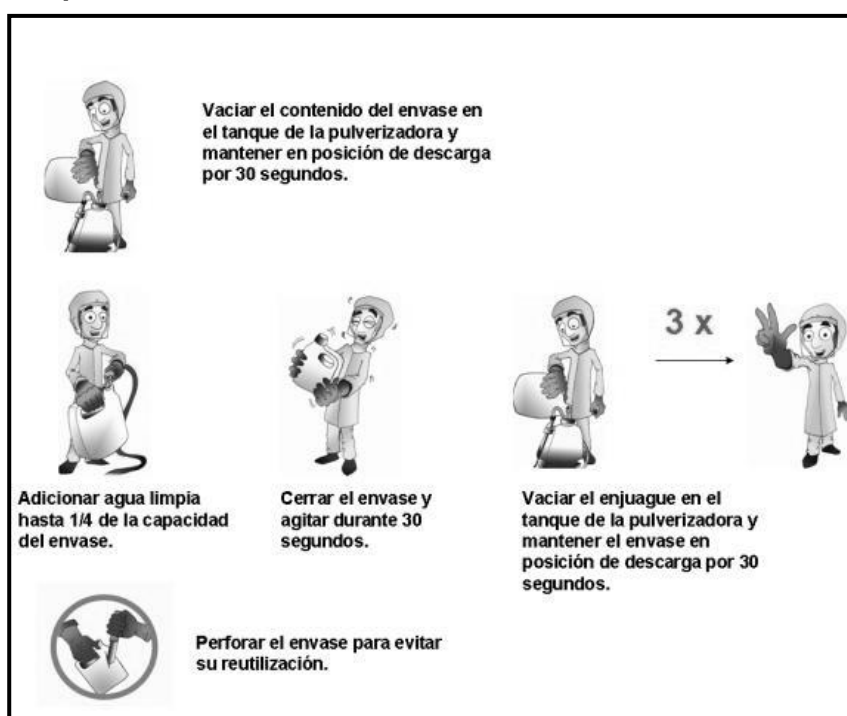 Vaciar el contenido del envase en
el tanque de la pulverizadora y
mantener en posición de descarga
por 30 segundos.
3 x
Adicionar agua limpia
hasta 1/4 de la capacidad
del envase.
Cerrar el envase y
agitar durante 30
segundos.
Vaciar el enjuague en el
tanque de la pulverizadora y
mantener el envase en
posición de descarga por 30
segundos.
Perforar el envase para evitar
su reutilización.